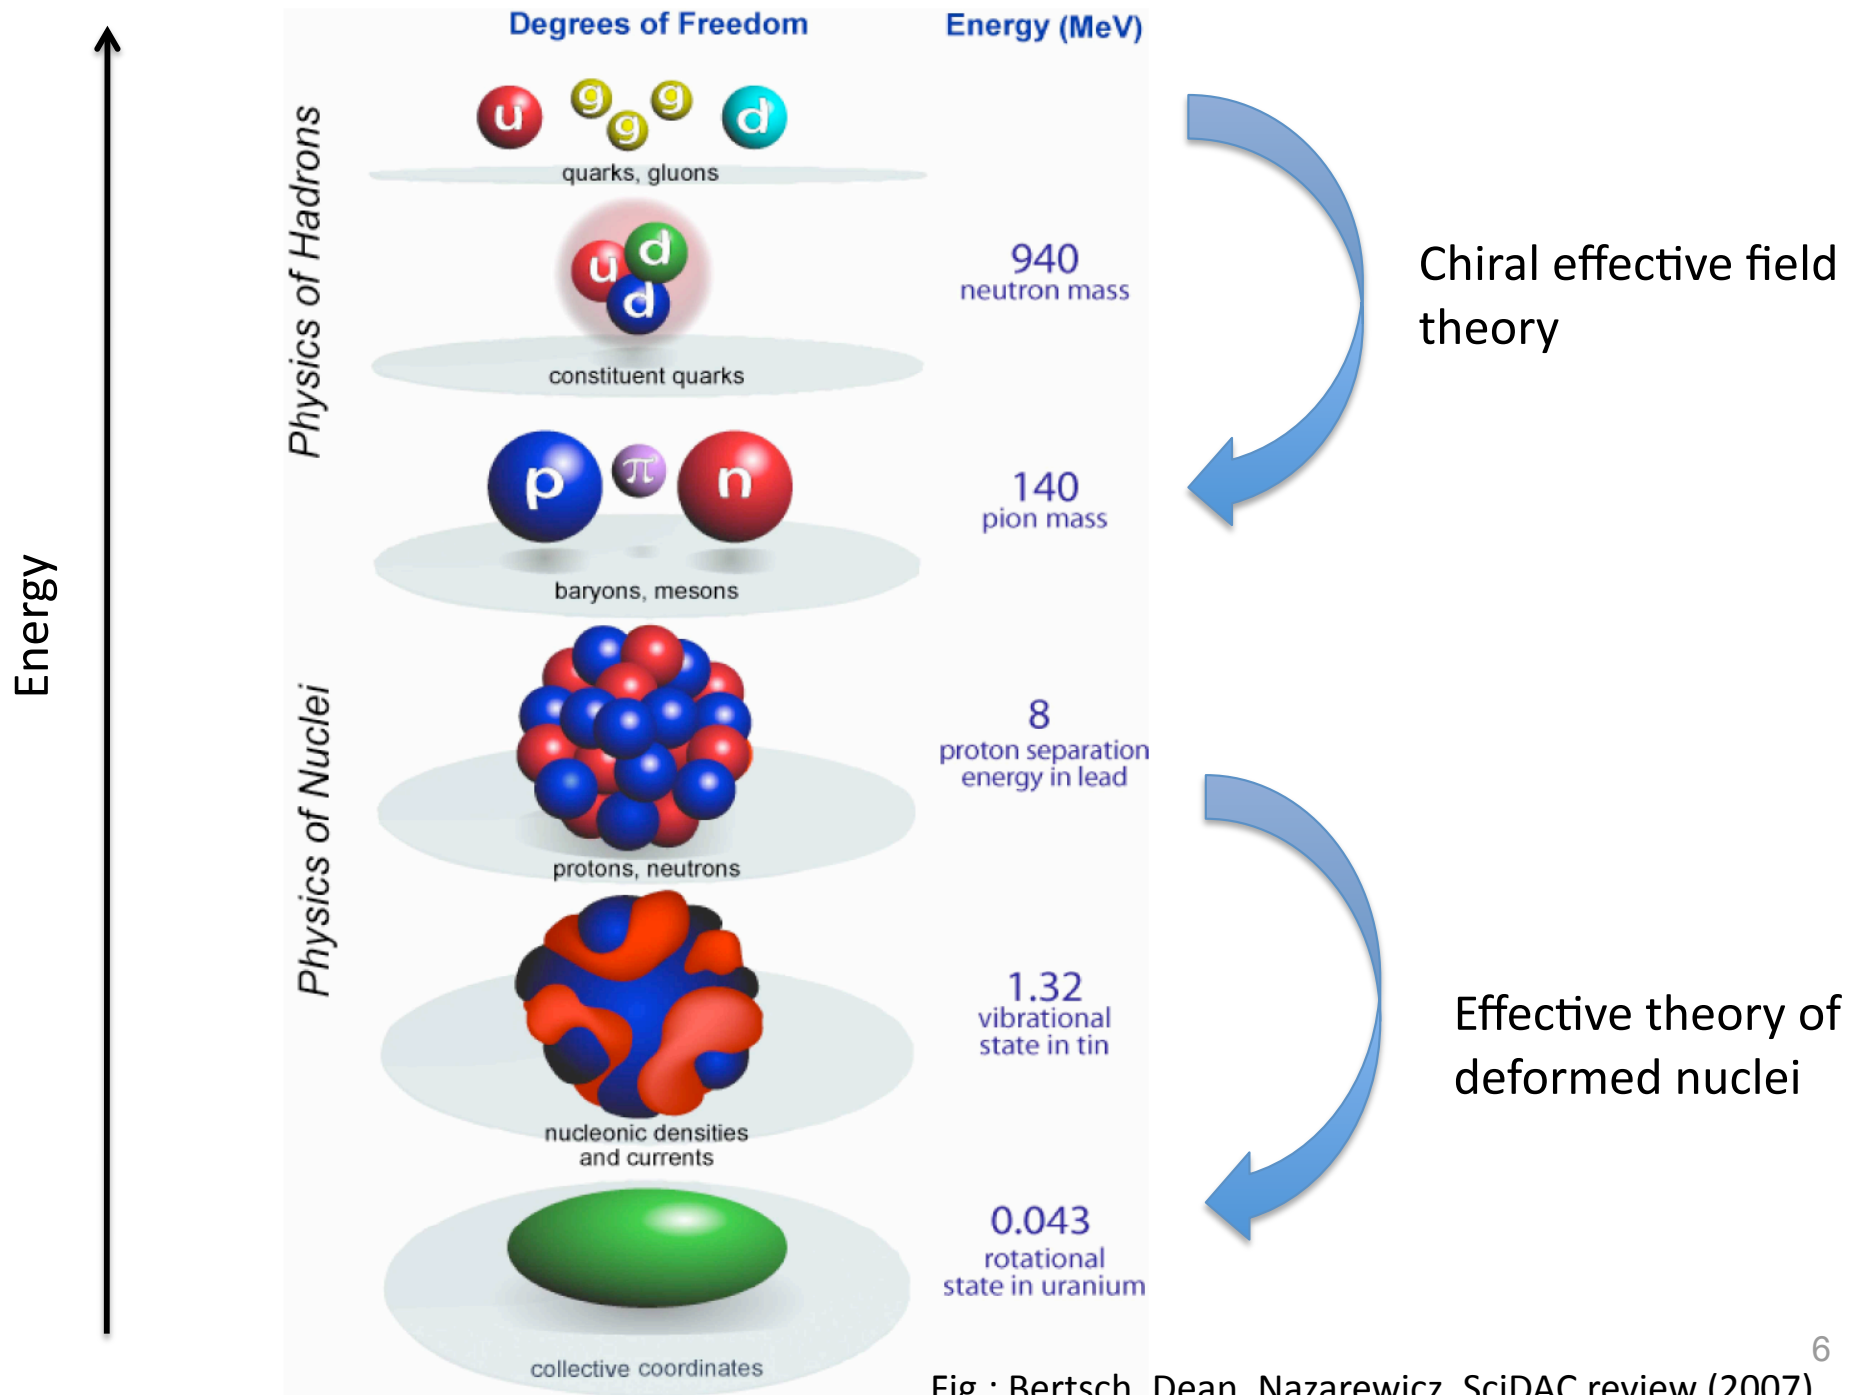 Degrees of Freedom
Energy (MeV)
Energy
Physics of Hadrons
u
g
g
g
d
quarks, gluons
u
d
d
constituent quarks
940
neutron mass
Chiral effective field
theory
p
π
n
baryons, mesons
140
pion mass
Physics of Nuclei
protons, neutrons
8
proton separation
energy in lead
nucleonic densities
and currents
1.32
vibrational
state in tin
Effective theory of
deformed nuclei
collective coordinates
0.043
rotational
state in uranium
6
Fig.: Bertsch, Dean, Nazarewicz, SciDAC review (2007)